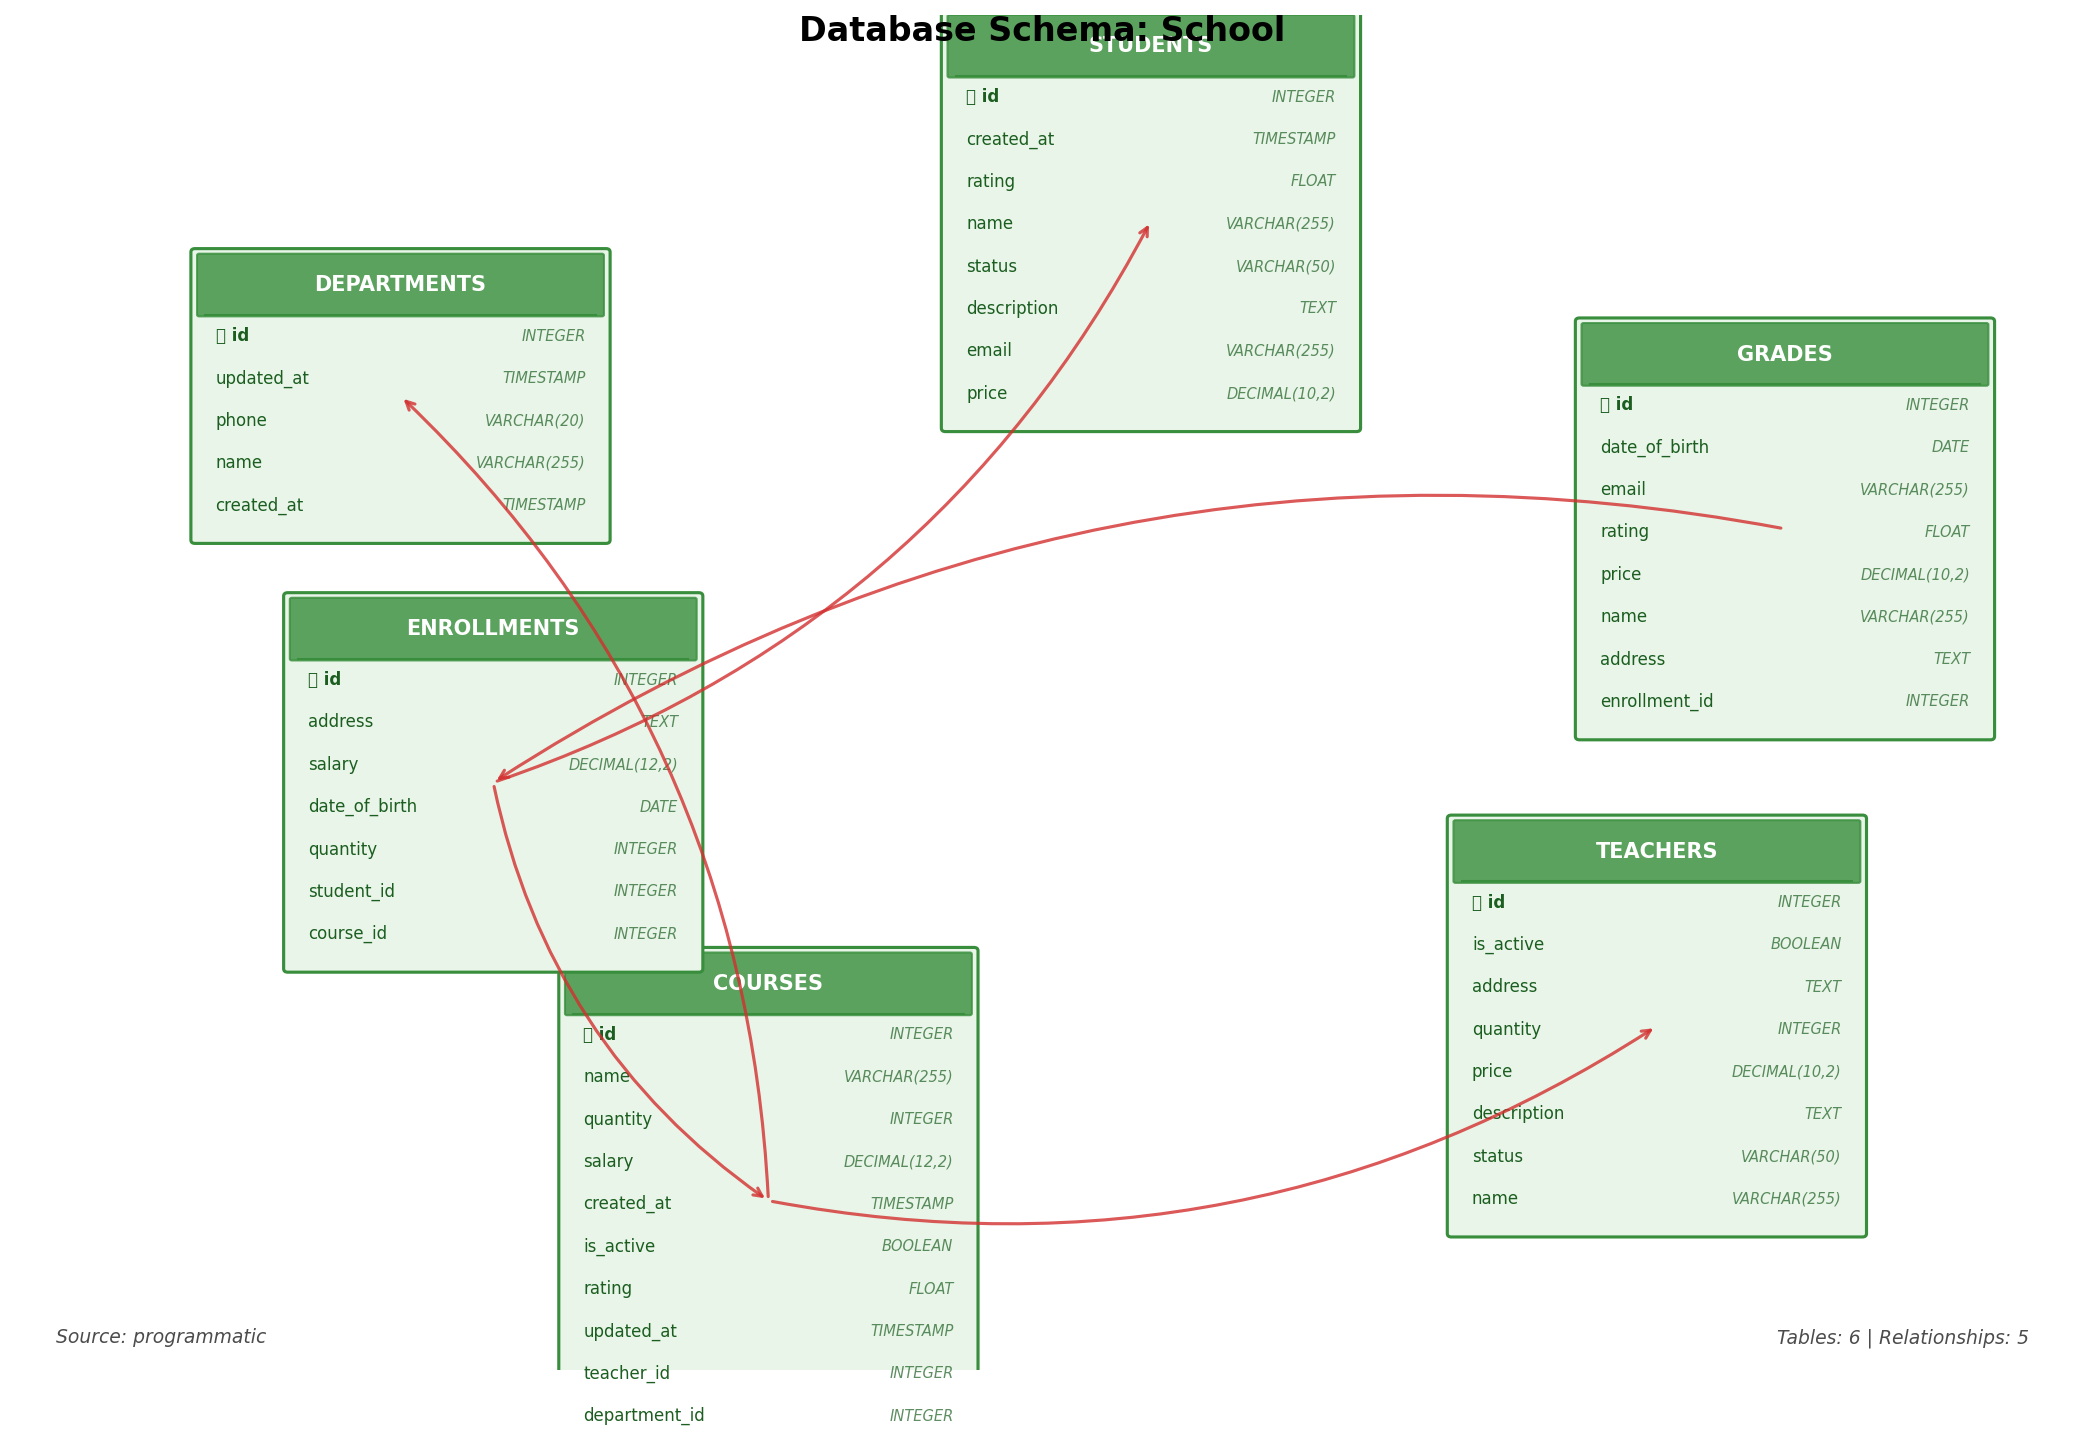 Database Schema: School
STUDENTS
id INTEGER
created_at TIMESTAMP
rating FLOAT
name VARCHAR(255)
status VARCHAR(50)
description TEXT
email VARCHAR(255)
price DECIMAL(10,2)
DEPARTMENTS
id INTEGER
updated_at TIMESTAMP
phone VARCHAR(20)
name VARCHAR(255)
created_at TIMESTAMP
GRADES
id INTEGER
date_of_birth DATE
email VARCHAR(255)
rating FLOAT
price DECIMAL(10,2)
name VARCHAR(255)
address TEXT
enrollment_id INTEGER
ENROLLMENTS
id INTEGER
address TEXT
salary DECIMAL(12,2)
date_of_birth DATE
quantity INTEGER
student_id INTEGER
course_id INTEGER
TEACHERS
id INTEGER
is_active BOOLEAN
address TEXT
quantity INTEGER
price DECIMAL(10,2)
description TEXT
status VARCHAR(50)
name VARCHAR(255)
COURSES
id INTEGER
name VARCHAR(255)
quantity INTEGER
salary DECIMAL(12,2)
created_at TIMESTAMP
is_active BOOLEAN
rating FLOAT
updated_at TIMESTAMP
teacher_id INTEGER
department_id INTEGER
Source: programmatic
Tables: 6 | Relationships: 5